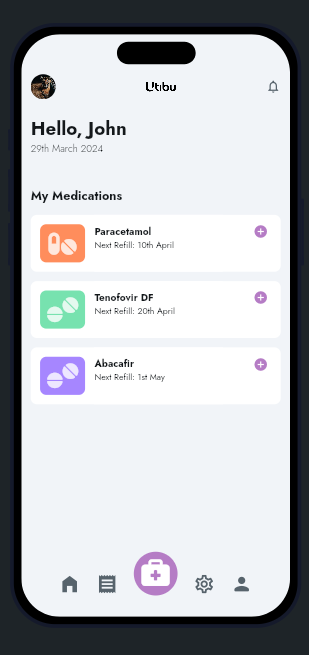 Utibu
Hello, John
29th March 2024
My Medications
Paracetamol
Next Refill: 10th April
Tenofovir DF
Next Refill: 20th April
Abacafir
Next Refill: 1st May